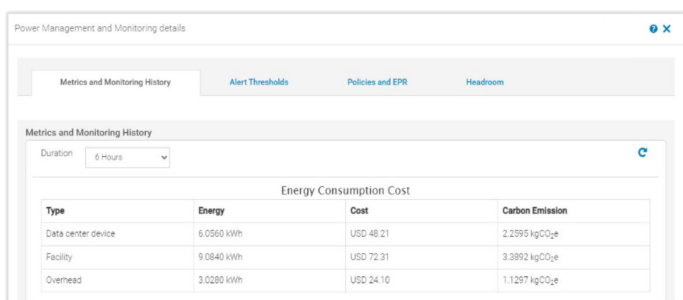 Power Management and Monitoring details
Metrics and Monitoring History Alert Thresholds Policies and EPR Headroom
Metrics and Monitoring History
Duration 6 Hours
Energy Consumption Cost
Type Energy Cost Carbon Emission
Data center device 6.0560 kWh USD 48.21 2.2595 kgCO₂e
Facility 9.0840 kWh USD 72.31 3.3892 kgCO₂e
Overhead 3.0280 kWh USD 24.10 1.1297 kgCO₂e